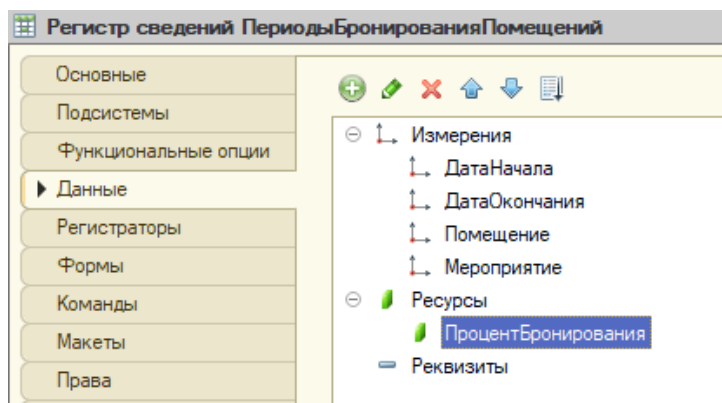 Регистр сведений ПериодыБронированияПомещений
Основные
Подсистемы
Функциональные опции
Данные
Регистраторы
Формы
Команды
Макеты
Права
Измерения
ДатаНачала
ДатаОкончания
Помещение
Мероприятие
Ресурсы
ПроцентБронирования
Реквизиты